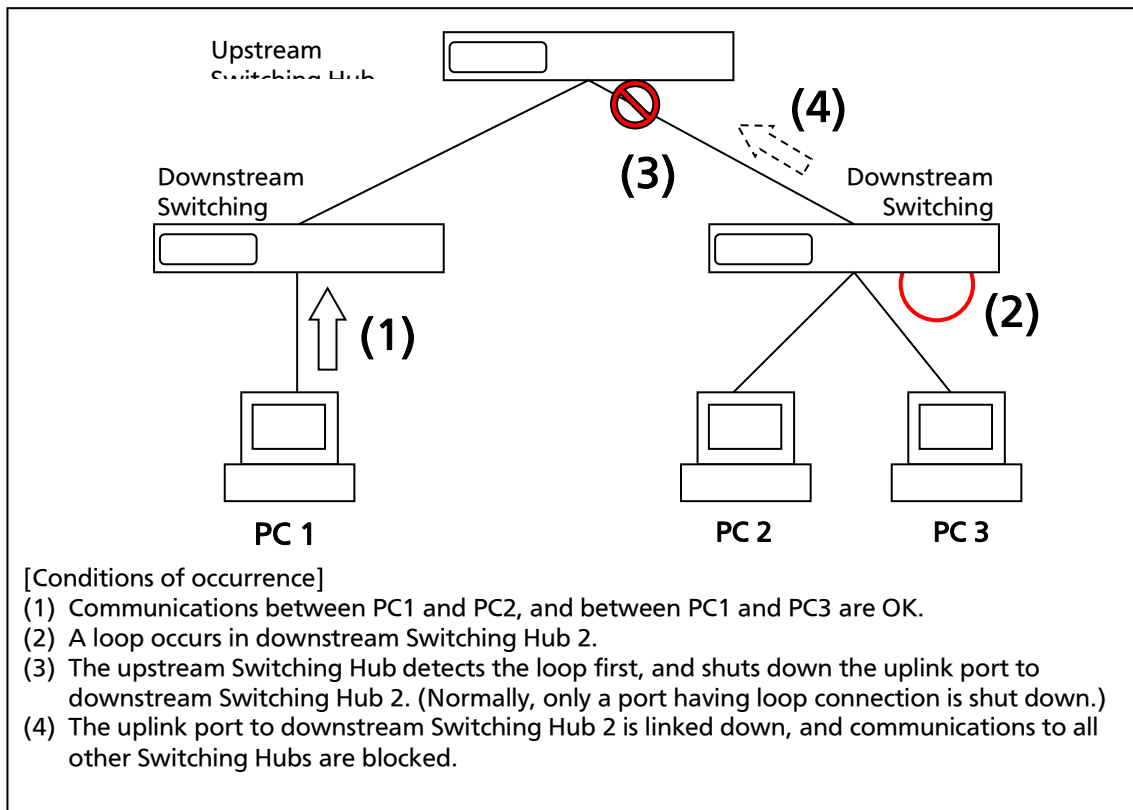 Upstream
Switching Hub
(4)
(3)
Downstream
Switching
Downstream
Switching
(2)
(1)
PC 1
PC 2
PC 3
[Conditions of occurrence]
(1) Communications between PC1 and PC2, and between PC1 and PC3 are OK.
(2) A loop occurs in downstream Switching Hub 2.
(3) The upstream Switching Hub detects the loop first, and shuts down the uplink port to
downstream Switching Hub 2. (Normally, only a port having loop connection is shut down.)
(4) The uplink port to downstream Switching Hub 2 is linked down, and communications to all
other Switching Hubs are blocked.